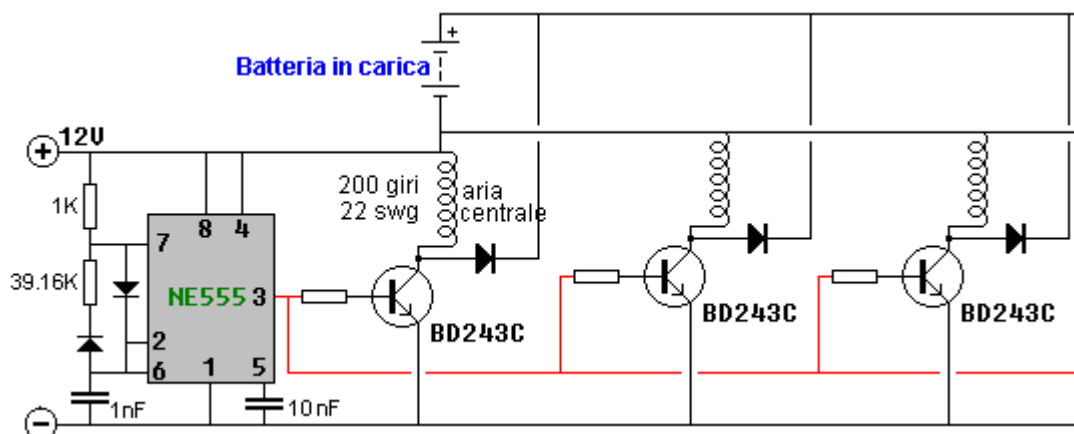 +
Batteria in carica
+
12V
1K
200 giri
22 swg
aria
centrale
8 4
7
39.16K
NE555 3
2
6
1 5
BD243C
BD243C
BD243C
1nF
10nF
−